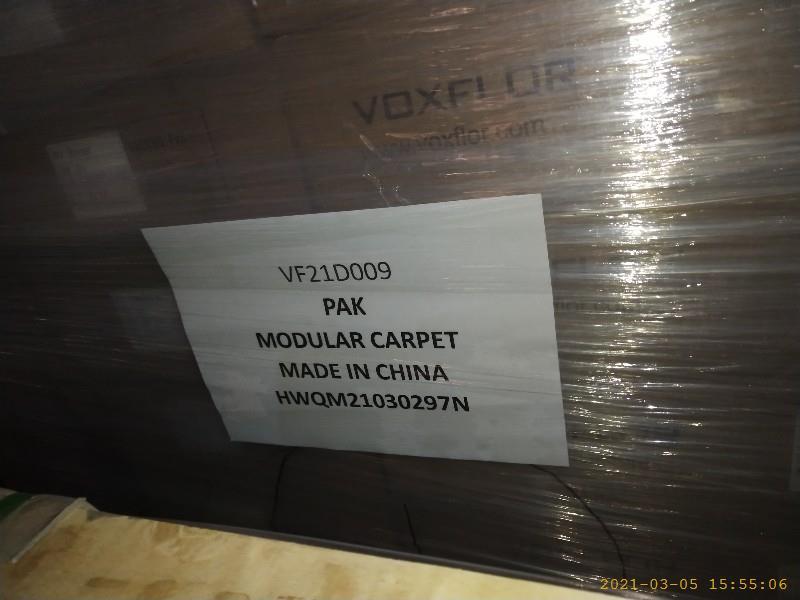 VOXFLOR
www.voxflor.com
VF21D009
PAK
MODULAR CARPET
MADE IN CHINA
HWQM21030297N
2021-03-05 15:55:06